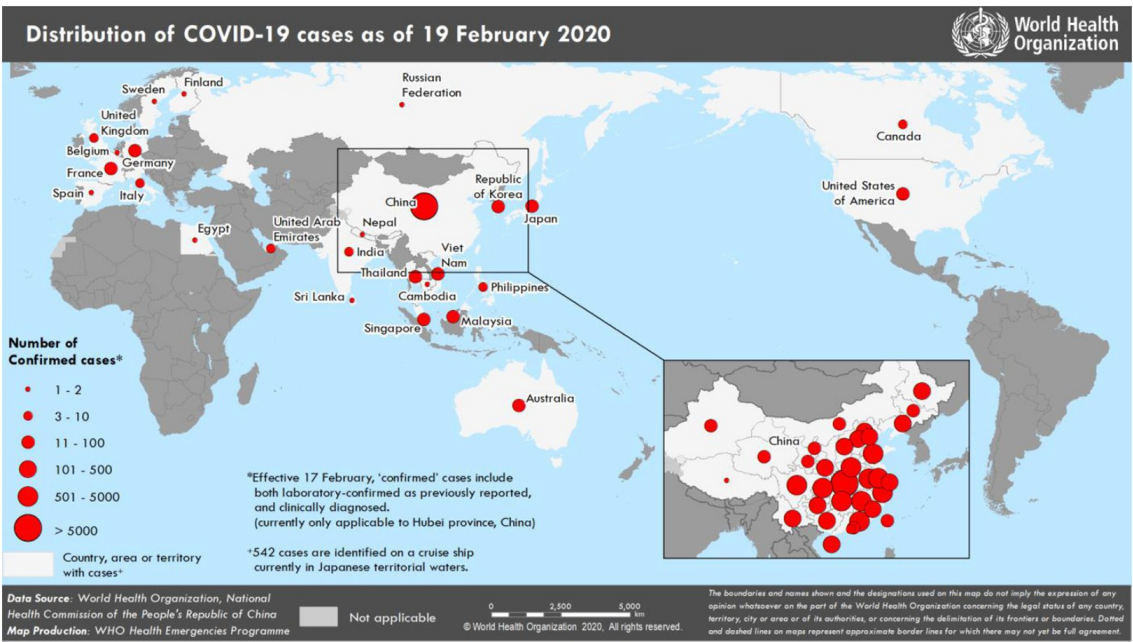 Distribution of COVID-19 cases as of 19 February 2020
World Health
Organization
Sweden
Finland
Russian
Federation
United
Kingdom
Belgium
Germany
France
Spain
Italy
Canada
United States
of America
Republic
of Korea
China
Japan
Egypt
United Arab
Emirates
Nepal
India
Viet
Nam
Thailand
Cambodia
Philippines
Sri Lanka
Singapore
Malaysia
Australia
China
Number of
Confirmed cases*
1 - 2
3 - 10
11 - 100
101 - 500
501 - 5000
> 5000
Country, area or territory
with cases⁺
*Effective 17 February, 'confirmed' cases include
both laboratory-confirmed as previously reported,
and clinically diagnosed.
(currently only applicable to Hubei province, China)
⁺542 cases are identified on a cruise ship
currently in Japanese territorial waters.
Data Source: World Health Organization, National
Health Commission of the People's Republic of China
Map Production: WHO Health Emergencies Programme
Not applicable
0 2,500 5,000
km
© World Health Organization 2020, All rights reserved.
The boundaries and names shown and the designations used on this map do not imply the expression of any
opinion whatsoever on the part of the World Health Organization concerning the legal status of any country,
territory, city or area or of its authorities, or concerning the delimitation of its frontiers or boundaries. Dotted
and dashed lines on maps represent approximate border lines for which there may not yet be full agreement.